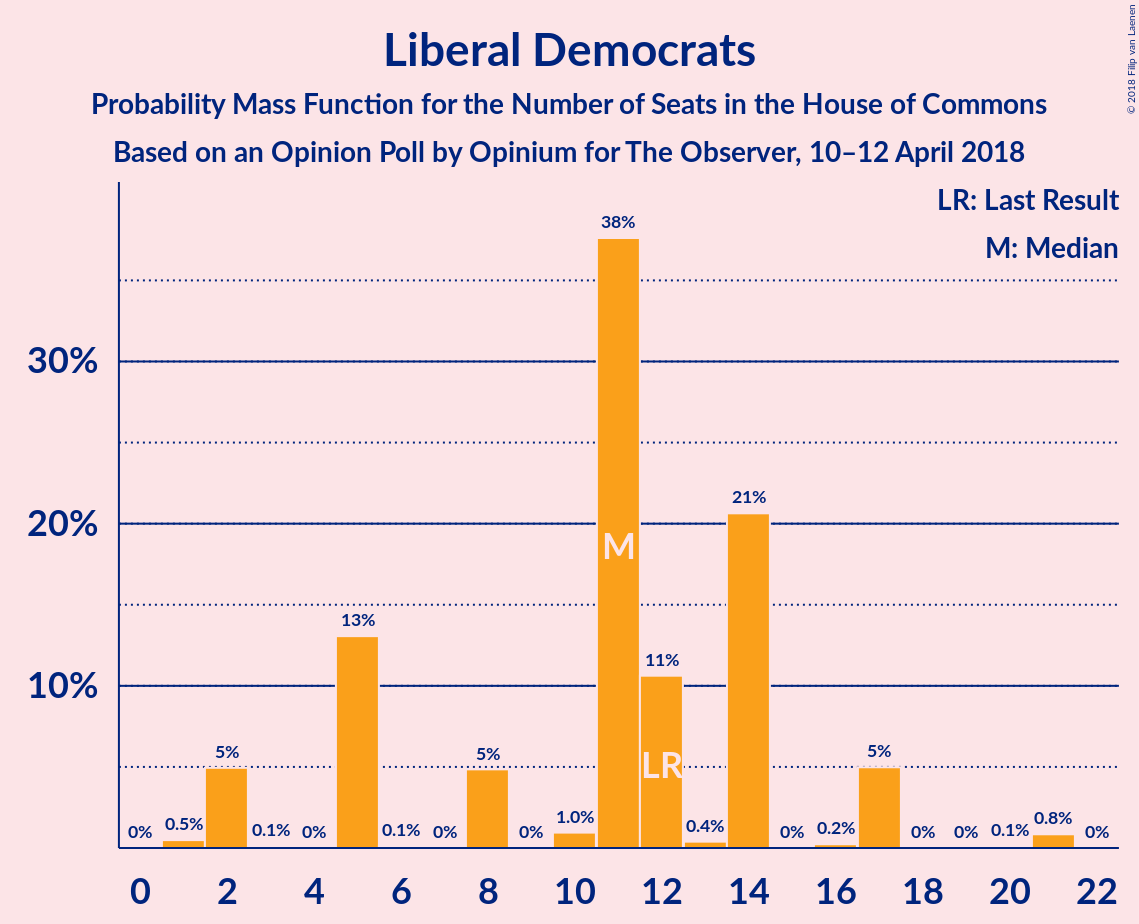 Liberal Democrats
Probability Mass Function for the Number of Seats in the House of Commons
Based on an Opinion Poll by Opinium for The Observer, 10–12 April 2018
© 2018 Filip van Laenen
LR: Last Result
M: Median
30%
20%
10%
0% 0.5% 5% 0.1% 0% 13% 0.1% 0% 5% 0% 1.0% 38% 11% 0.4% 21% 0% 0.2% 5% 0% 0% 0.1% 0.8% 0%
M
LR
0 2 4 6 8 10 12 14 16 18 20 22